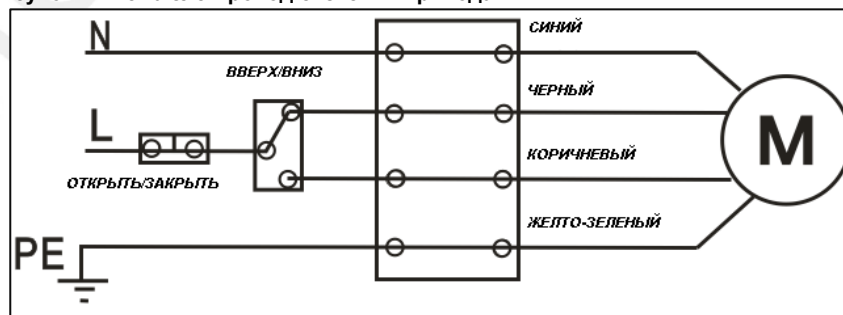 N
СИНИЙ
ВВЕРХ/ВНИЗ
ЧЕРНЫЙ
L
M
КОРИЧНЕВЫЙ
ОТКРЫТЬ/ЗАКРЫТЬ
ЖЕЛТО-ЗЕЛЕНЫЙ
PE